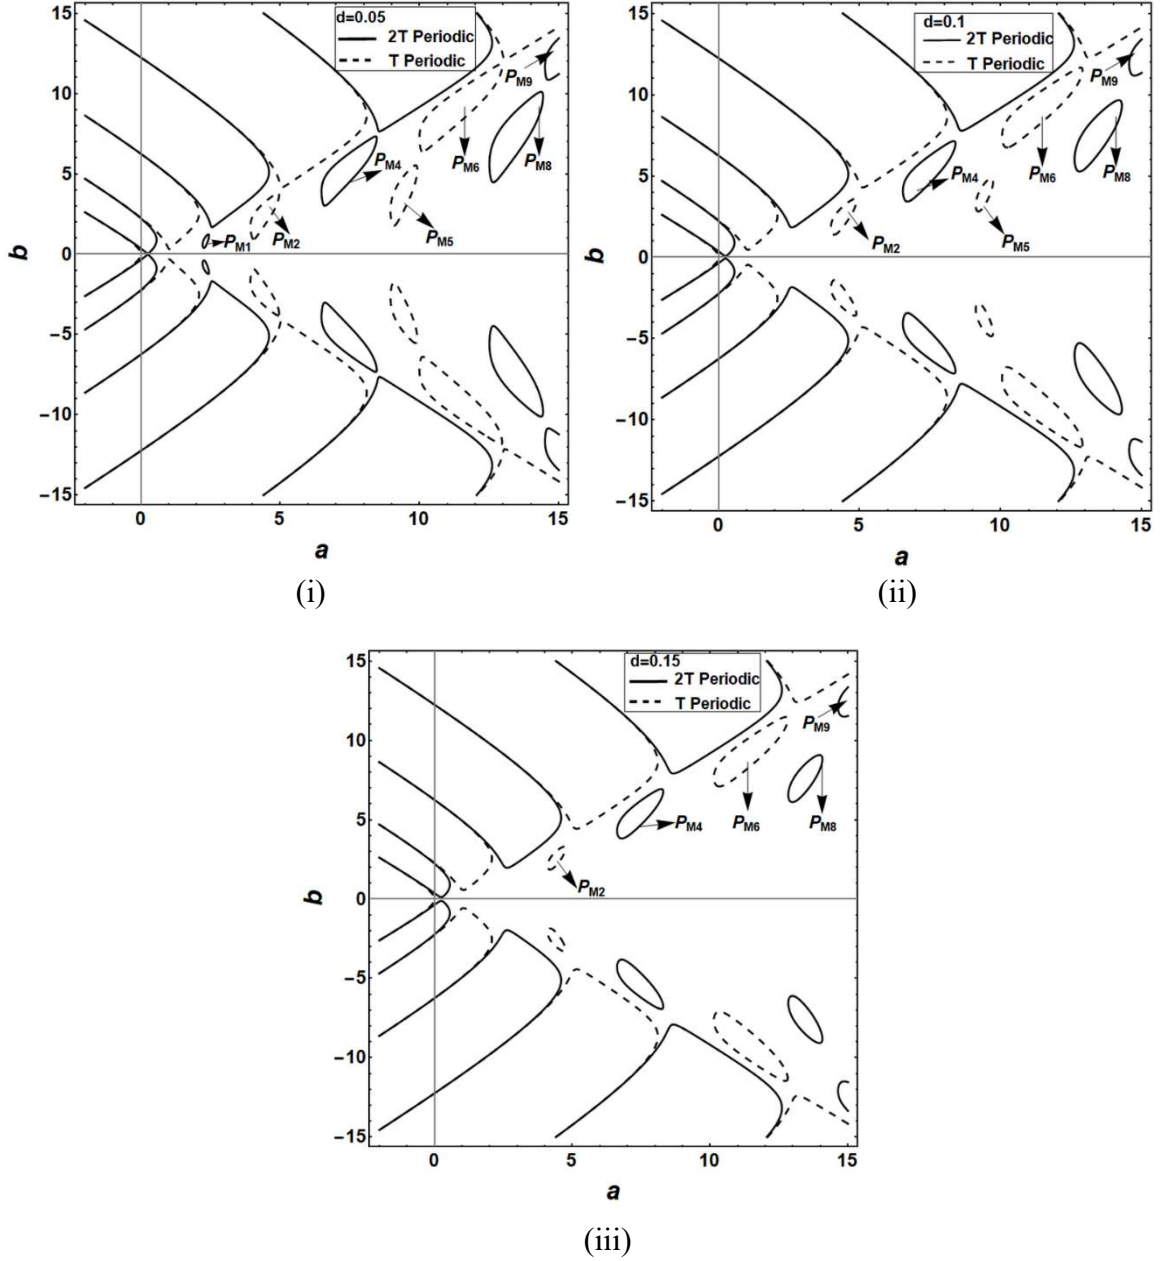 d=0.05
2T Periodic
T Periodic
15
10
5
0
−5
−10
−15
b
P_M9
P_M4
P_M6
P_M8
P_M1
P_M2
P_M5
0
5
10
15
a
(i)
d=0.1
2T Periodic
T Periodic
15
10
5
0
−5
−10
−15
b
P_M9
P_M4
P_M6
P_M8
P_M2
P_M5
0
5
10
15
a
(ii)
d=0.15
2T Periodic
T Periodic
15
10
5
0
−5
−10
−15
b
P_M9
P_M4
P_M6
P_M8
P_M2
0
5
10
15
a
(iii)